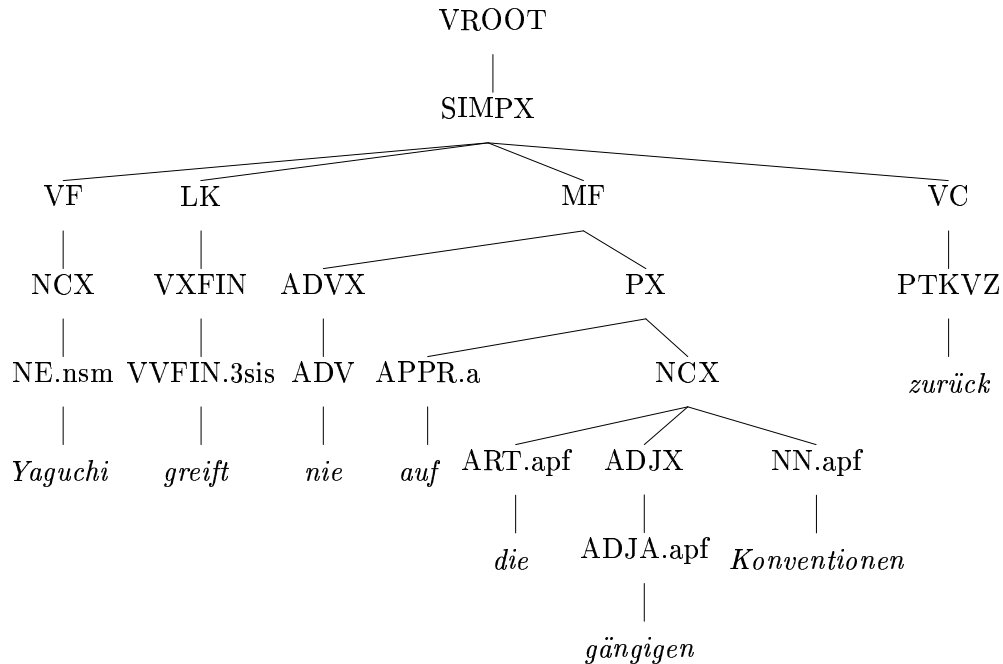 VROOT
SIMPX
VF LK MF VC
NCX VXFIN ADVX PX PTKVZ
NE.nsm VVFIN.3sis ADV APPR.a NCX zurück
Yaguchi greift nie auf ART.apf ADJX NN.apf
die ADJA.apf Konventionen
gängigen